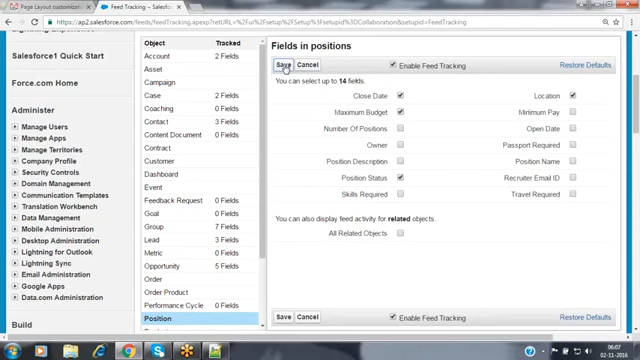 Page Layout customizatio
Feed Tracking ~ Salesforc
https://ap2.salesforce.com/feeds/feedTracking.apexp?retURL=%2Fui%2Fsetup%2FSetup%3Fsetupid%3DCollaboration&setupid=FeedTracking
Salesforce1 Quick Start
Force.com Home
Administer
Manage Users
Manage Apps
Manage Territories
Company Profile
Security Controls
Domain Management
Communication Templates
Translation Workbench
Data Management
Mobile Administration
Desktop Administration
Lightning for Outlook
Lightning Sync
Email Administration
Google Apps
Data.com Administration
Build
Object Tracked
Account 2 Fields
Asset
Campaign
Case 2 Fields
Coaching 0 Fields
Contact 3 Fields
Content Document 0 Fields
Contract
Customer
Dashboard
Event
Feedback Request 0 Fields
Goal 0 Fields
Group 7 Fields
Lead 3 Fields
Metric 0 Fields
Opportunity 5 Fields
Order
Order Product
Performance Cycle 0 Fields
Position
Fields in positions
Save Cancel Enable Feed Tracking Restore Defaults
You can select up to 14 fields.
Close Date Location
Maximum Budget Minimum Pay
Number Of Positions Open Date
Owner Passport Required
Position Description Position Name
Position Status Recruiter Email ID
Skills Required Travel Required
You can also display feed activity for related objects.
All Related Objects
Save Cancel Enable Feed Tracking Restore Defaults
06:07
02-11-2016